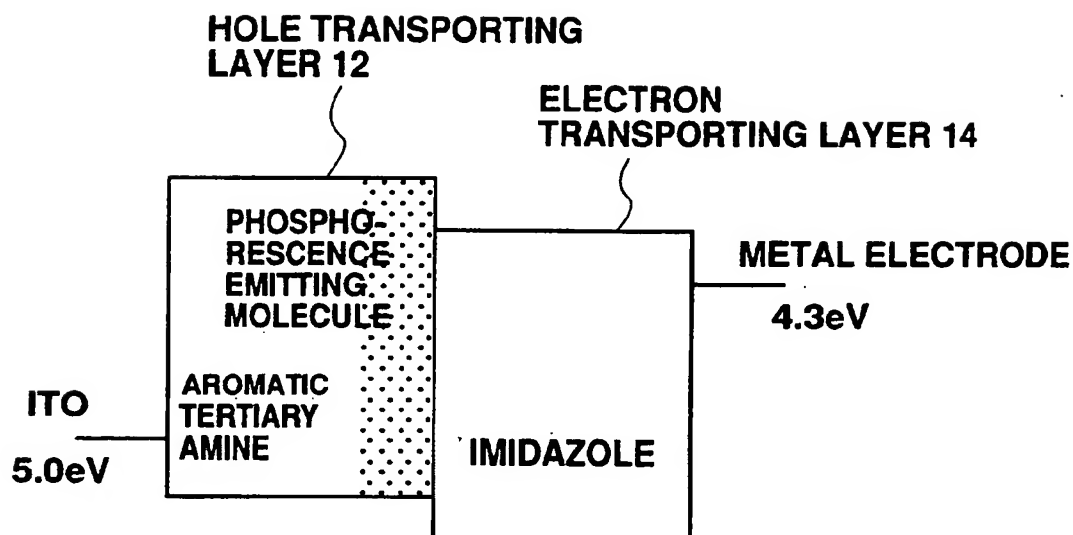 HOLE TRANSPORTING
LAYER 12
ELECTRON
TRANSPORTING LAYER 14
PHOSPHO-
RESCENCE
EMITTING
MOLECULE
METAL ELECTRODE
4.3eV
AROMATIC
TERTIARY
AMINE
ITO
5.0eV
IMIDAZOLE